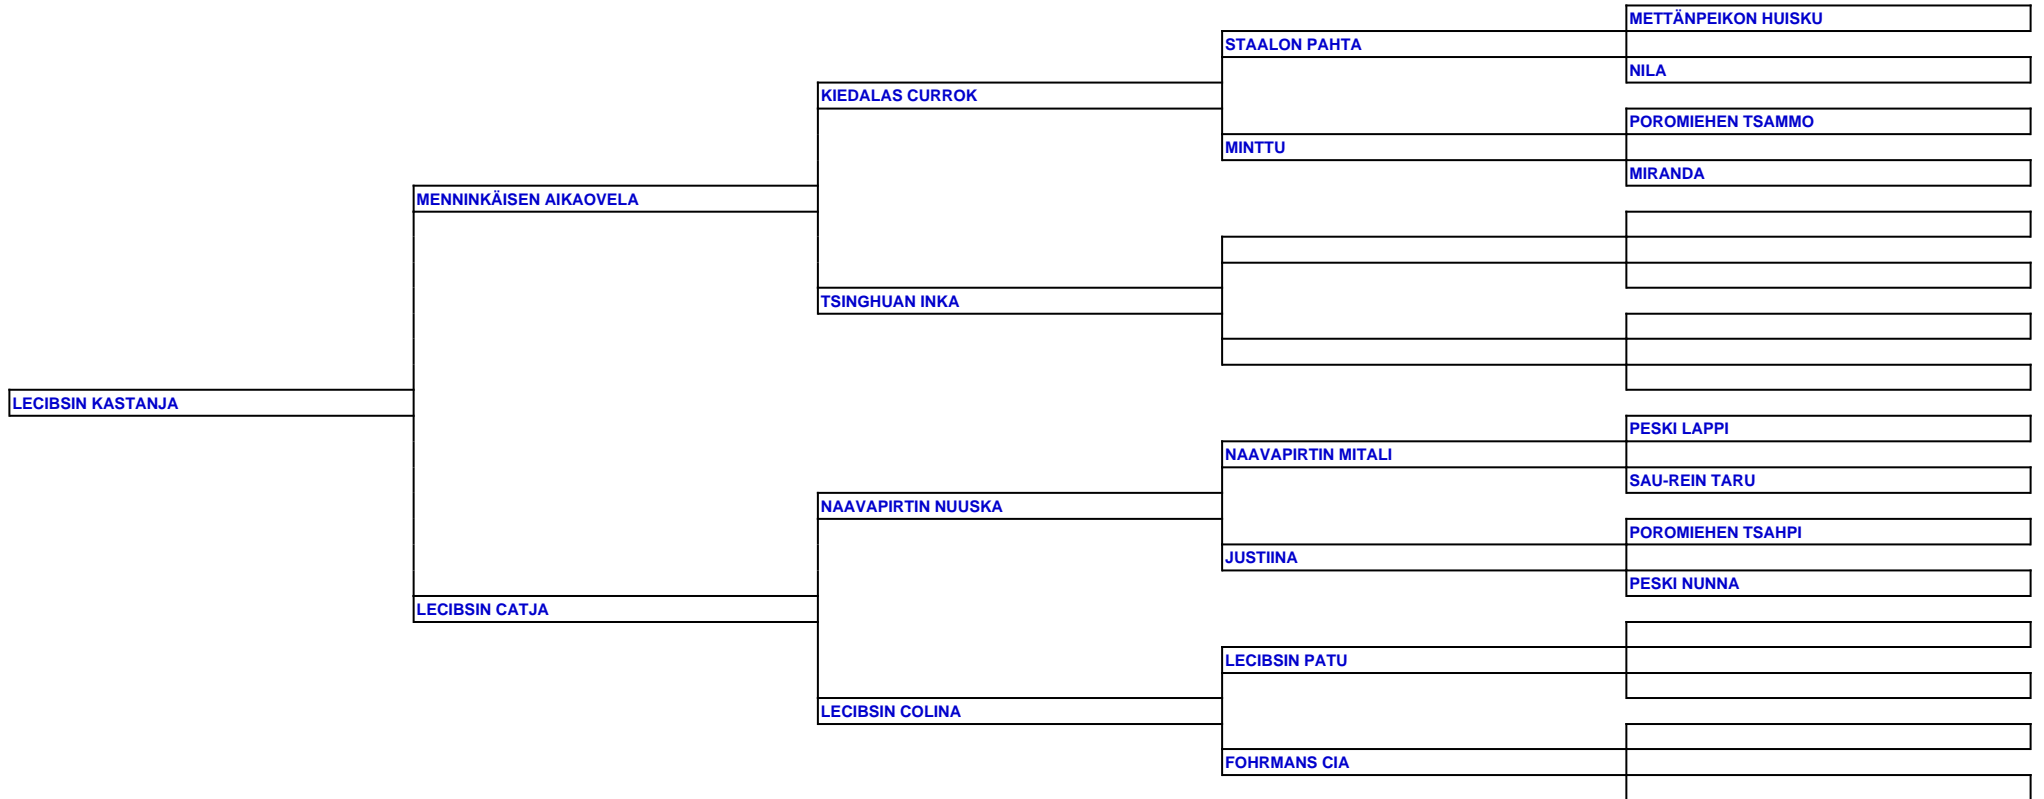 METTÄNPEIKON HUISKU
STAALON PAHTA
NILA
KIEDALAS CURROK
POROMIEHEN TSAMMO
MINTTU
MIRANDA
MENNINKÄISEN AIKAOVELA
TSINGHUAN INKA
LECIBSIN KASTANJA
PESKI LAPPI
NAAVAPIRTIN MITALI
SAU-REIN TARU
NAAVAPIRTIN NUUSKA
POROMIEHEN TSAHPI
JUSTIINA
PESKI NUNNA
LECIBSIN CATJA
LECIBSIN PATU
LECIBSIN COLINA
FOHRMANS CIA